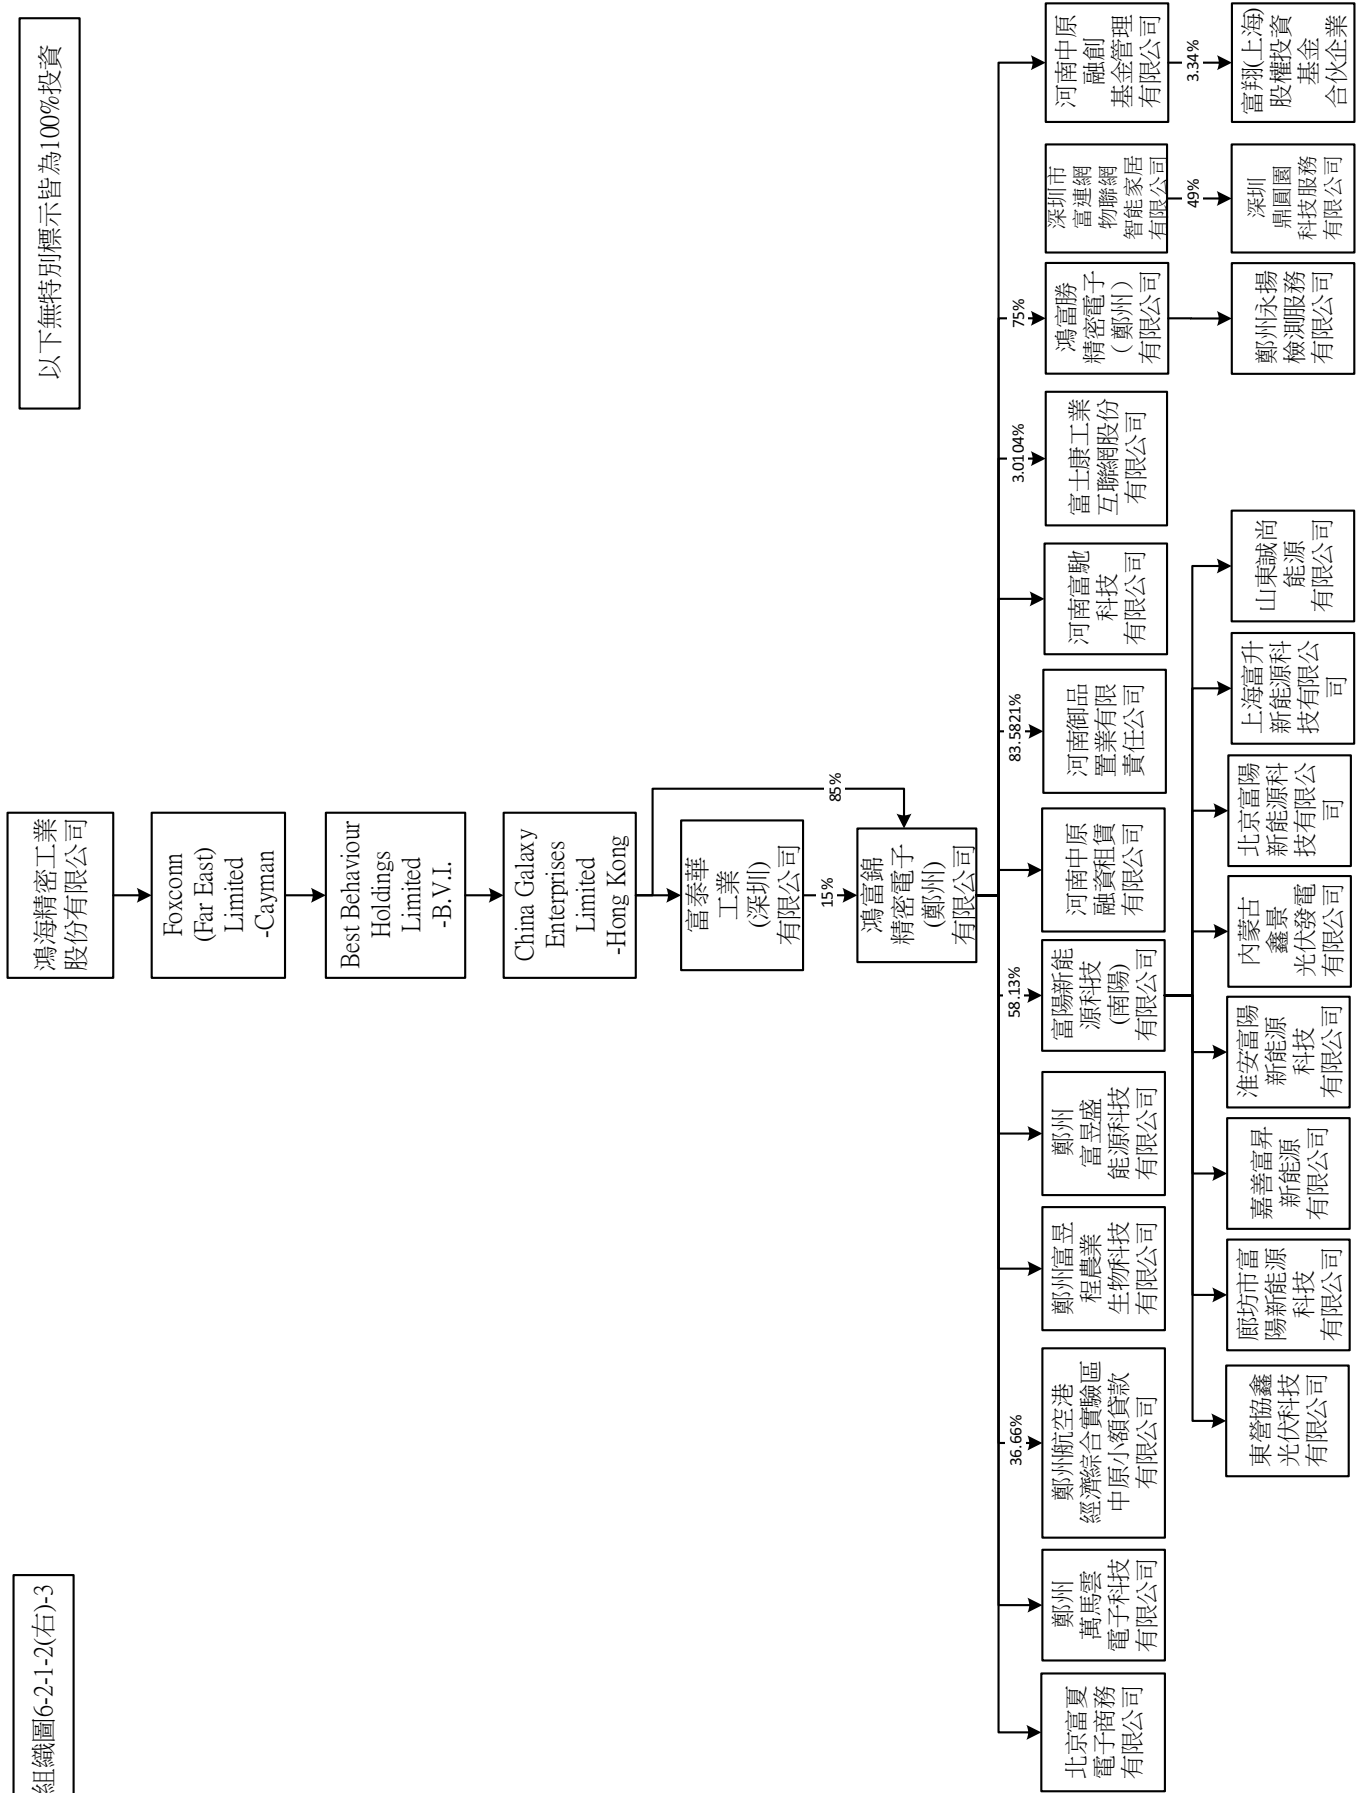 組織圖6-2-1-2(右)-3
以下無特別標示皆為100%投資
鴻海精密工業
股份有限公司
Foxconn
(Far East)
Limited
-Cayman
Best Behaviour
Holdings
Limited
-B.V.I.
China Galaxy
Enterprises
Limited
-Hong Kong
富泰華
工業
(深圳)
有限公司
15%
85%
鴻富錦
精密電子
(鄭州)
有限公司
北京富夏
電子商務
有限公司
鄭州
萬馬雲
電子科技
有限公司
36.66%
鄭州航空港
經濟綜合實驗區
中原小額貸款
有限公司
鄭州富昱
程農業
生物科技
有限公司
鄭州
富昱盛
能源科技
有限公司
58.13%
富陽新能
源科技
(南陽)
有限公司
河南中原
融資租賃
有限公司
83.5821%
河南御品
置業有限
責任公司
河南富馳
科技
有限公司
3.0104%
富士康工業
互聯網股份
有限公司
75%
鴻富勝
精密電子
(鄭州)
有限公司
深圳市
富連網
物聯網
智能家居
有限公司
河南中原
融創
基金管理
有限公司
東營協鑫
光伏科技
有限公司
廊坊市富
陽新能源
科技
有限公司
嘉善富昇
新能源
有限公司
淮安富陽
新能源
科技
有限公司
內蒙古
鑫景
光伏發電
有限公司
北京富陽
新能源科
技有限公
司
上海富升
新能源科
技有限公
司
山東誠尚
能源
有限公司
鄭州永揚
檢測服務
有限公司
49%
深圳
鼎圓園
科技服務
有限公司
3.34%
富翔(上海)
股權投資
基金
合伙企業